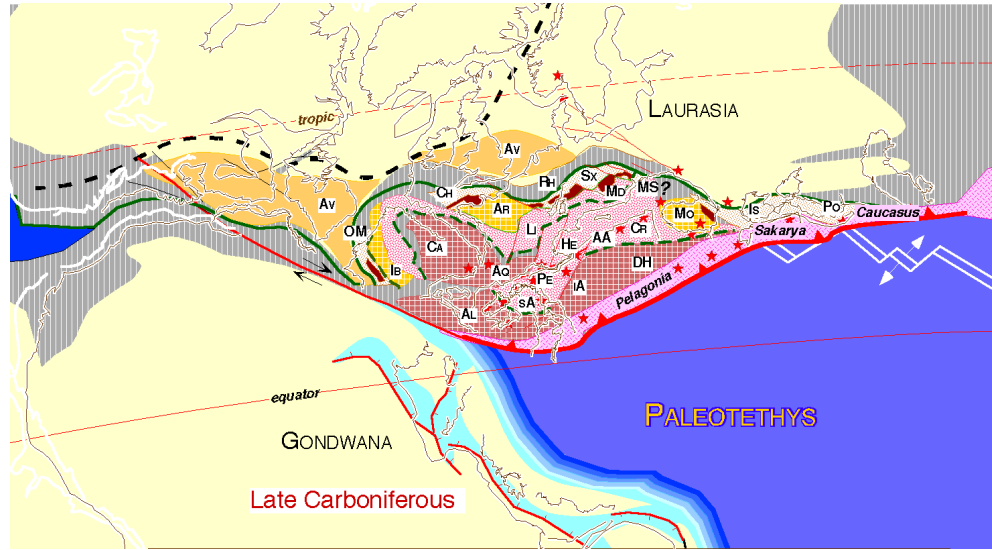 LAURASIA
tropic
AV
AV
CH
RH
SX
MD
MS?
AR
OM
LI
MO
IS
PO
Caucasus
CA
CR
Sakarya
HE
AA
IB
AQ
PE
IA
DH
Pelagonia
AL
SA
equator
GONDWANA
PALEOTETHYS
Late Carboniferous